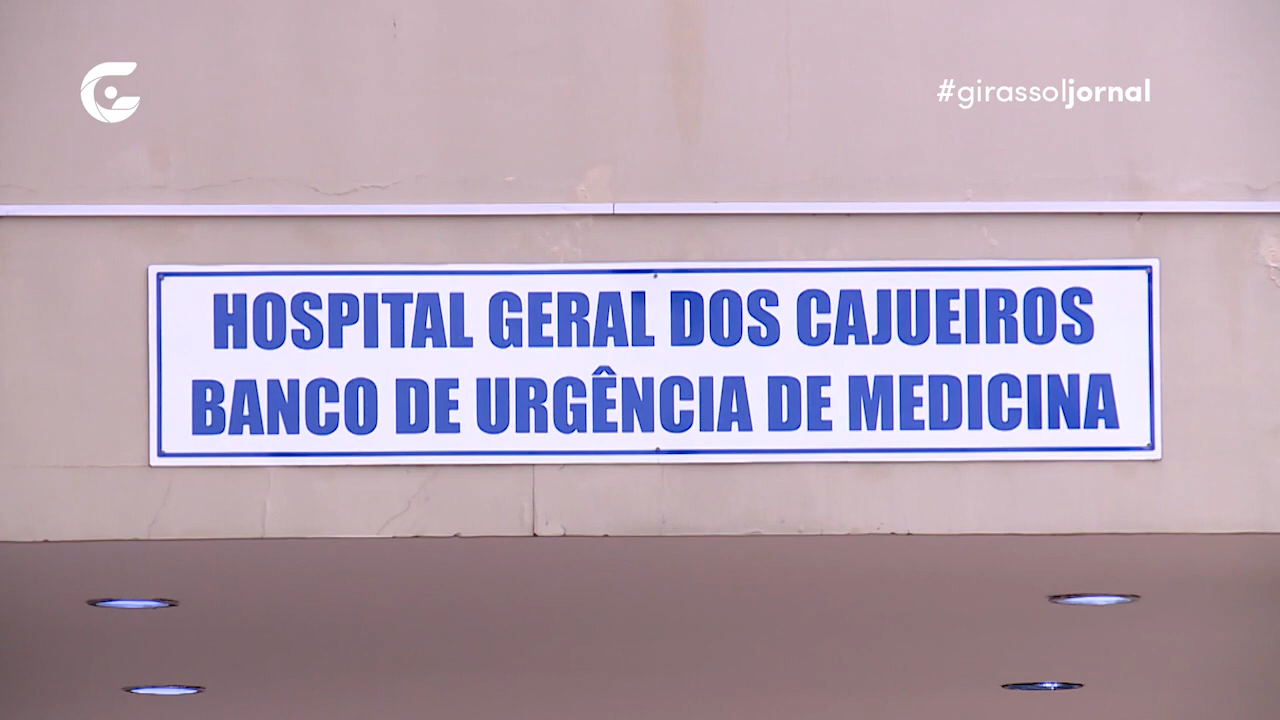 #girassoljornal
HOSPITAL GERAL DOS CAJUEIROS
BANCO DE URGÊNCIA DE MEDICINA